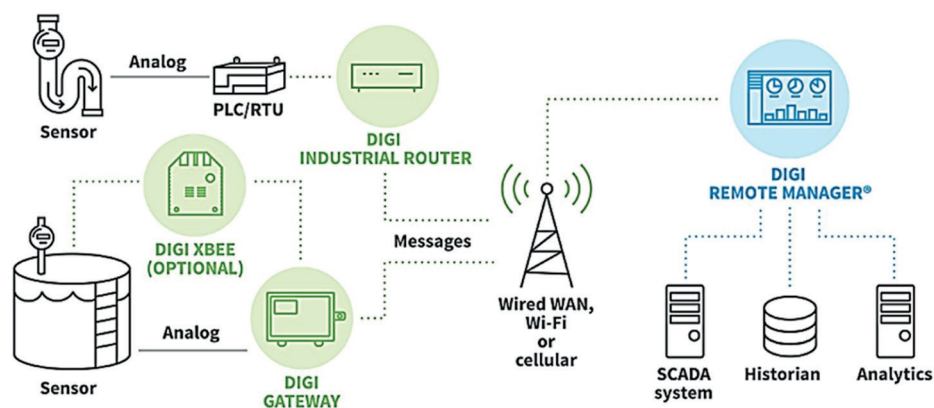 Analog
Sensor
PLC/RTU
DIGI
INDUSTRIAL ROUTER
DIGI
REMOTE MANAGER®
DIGI XBEE
(OPTIONAL)
Messages
Analog
Sensor
DIGI
GATEWAY
Wired WAN,
Wi-Fi
or
cellular
SCADA
system
Historian
Analytics